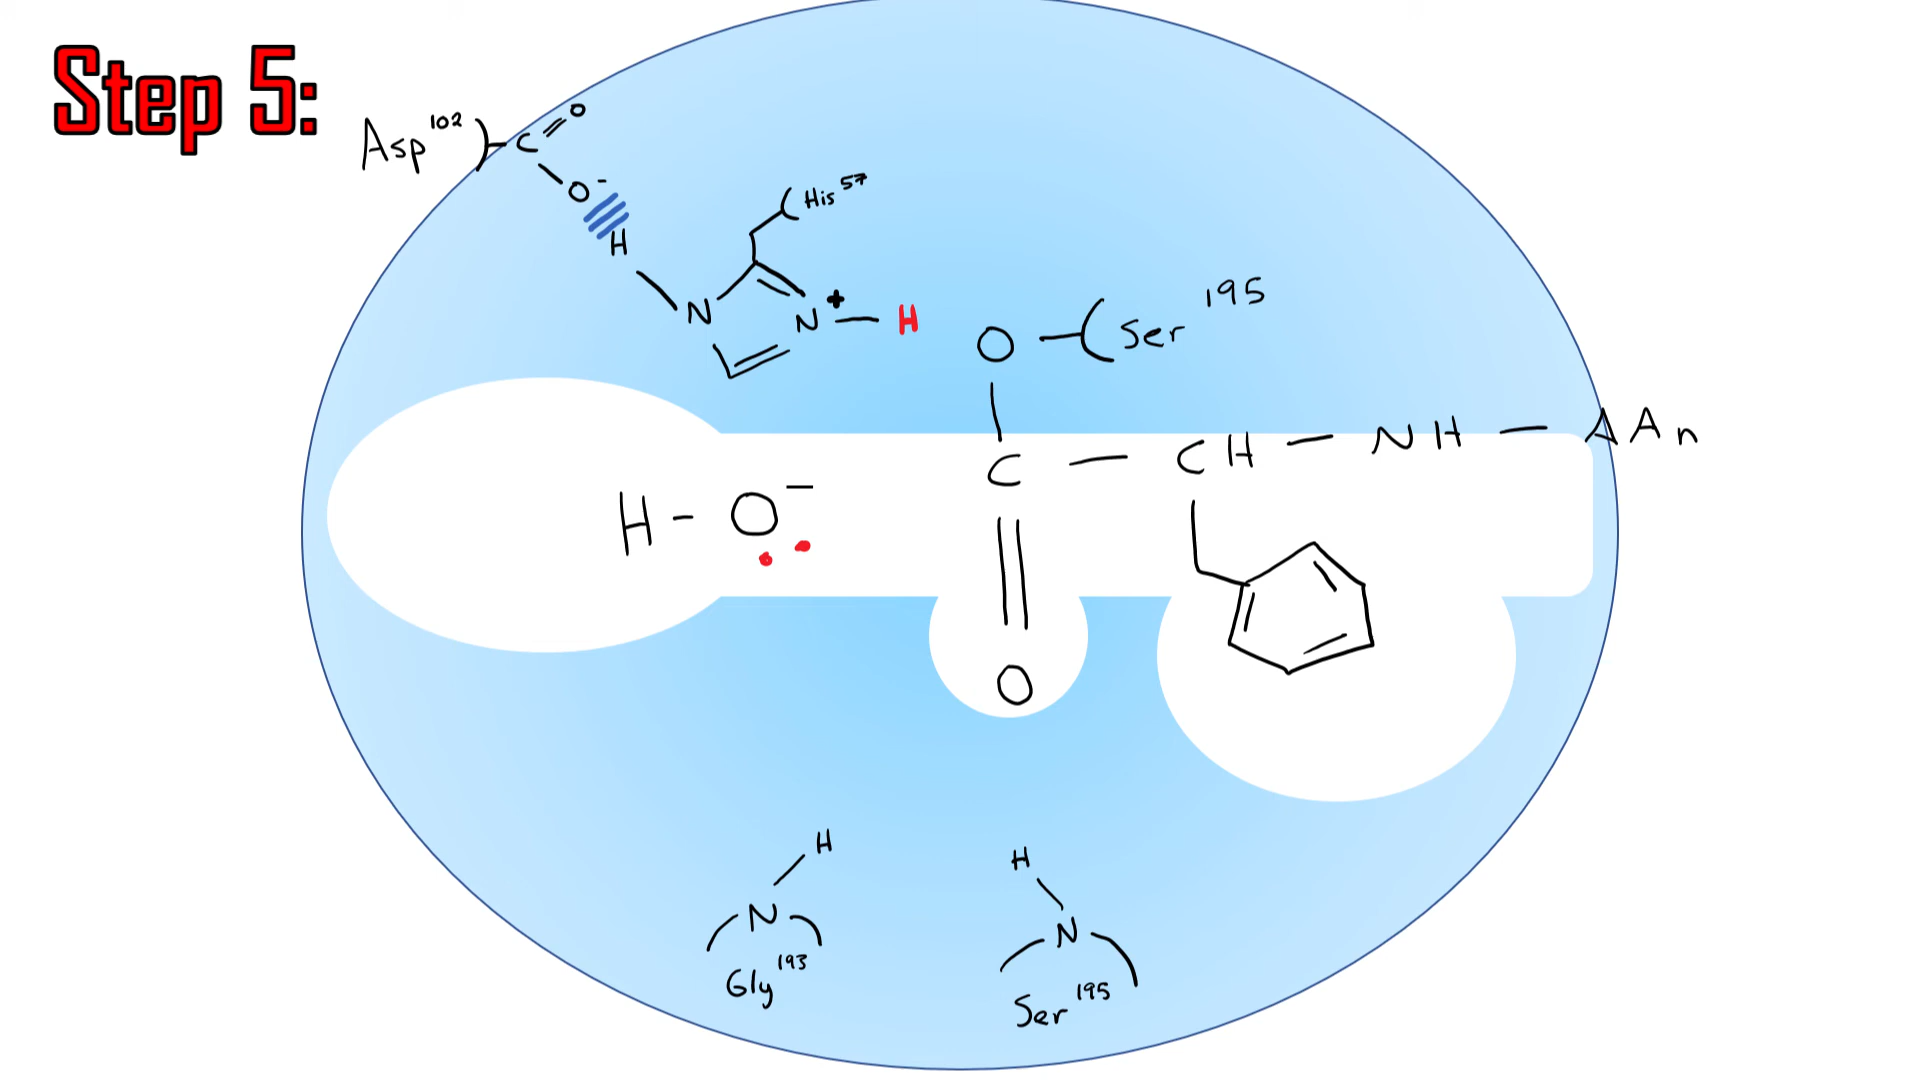 Step 5:
Asp¹⁰² C = O
O⁻
H
His⁵⁷
N N⁺ — H
O — Ser¹⁹⁵
C — CH — NH — AAn
H - O⁻
O
H
N
Gly¹⁹³
H
N
Ser¹⁹⁵